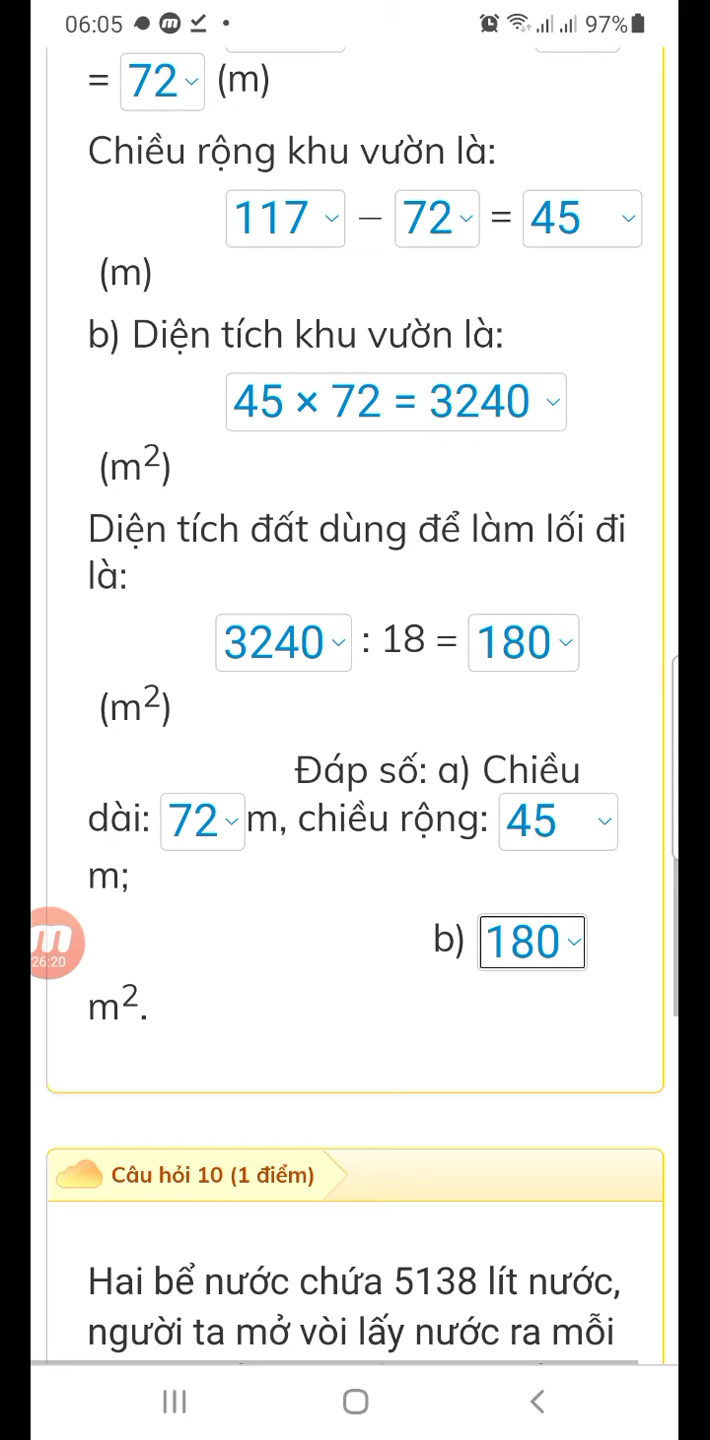 06:05 97%
= 72 (m)
Chiều rộng khu vườn là:
117 – 72 = 45
(m)
b) Diện tích khu vườn là:
45 × 72 = 3240
(m²)
Diện tích đất dùng để làm lối đi
là:
3240 : 18 = 180
(m²)
Đáp số: a) Chiều
dài: 72 m, chiều rộng: 45
m;
26:20
b) 180
m².
Câu hỏi 10 (1 điểm)
Hai bể nước chứa 5138 lít nước,
người ta mở vòi lấy nước ra mỗi